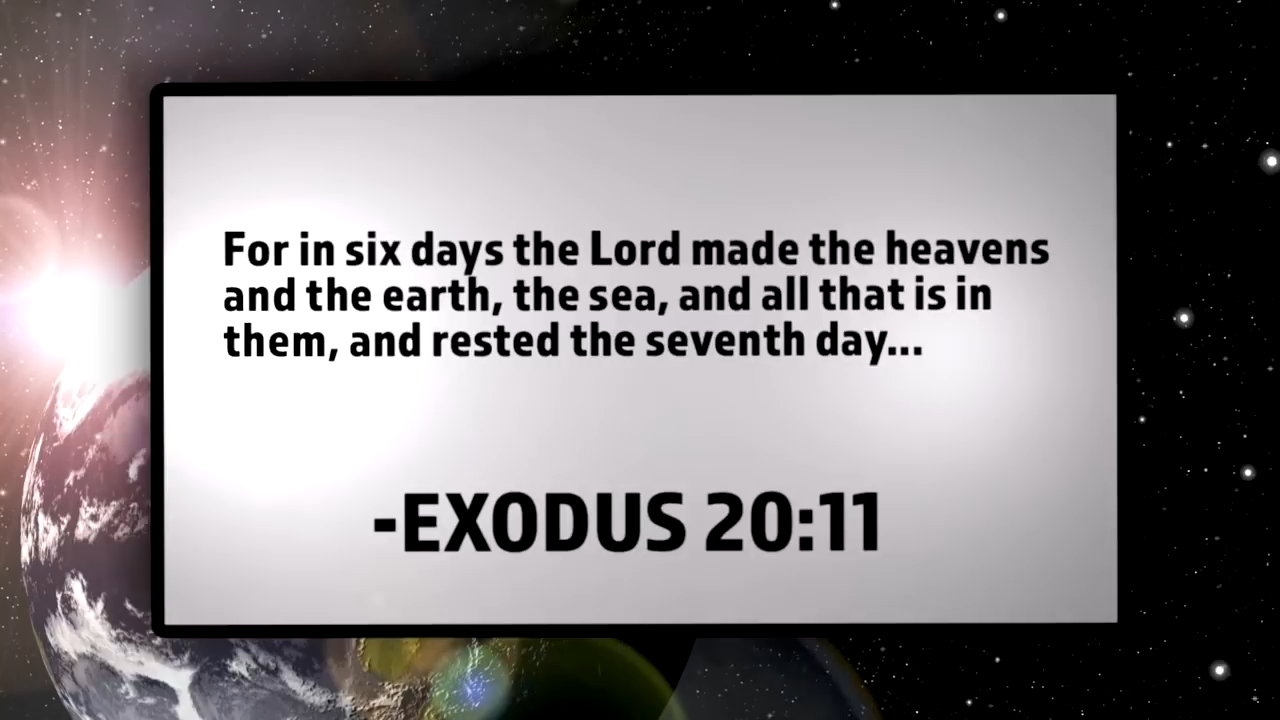 For in six days the Lord made the heavens
and the earth, the sea, and all that is in
them, and rested the seventh day...
-EXODUS 20:11